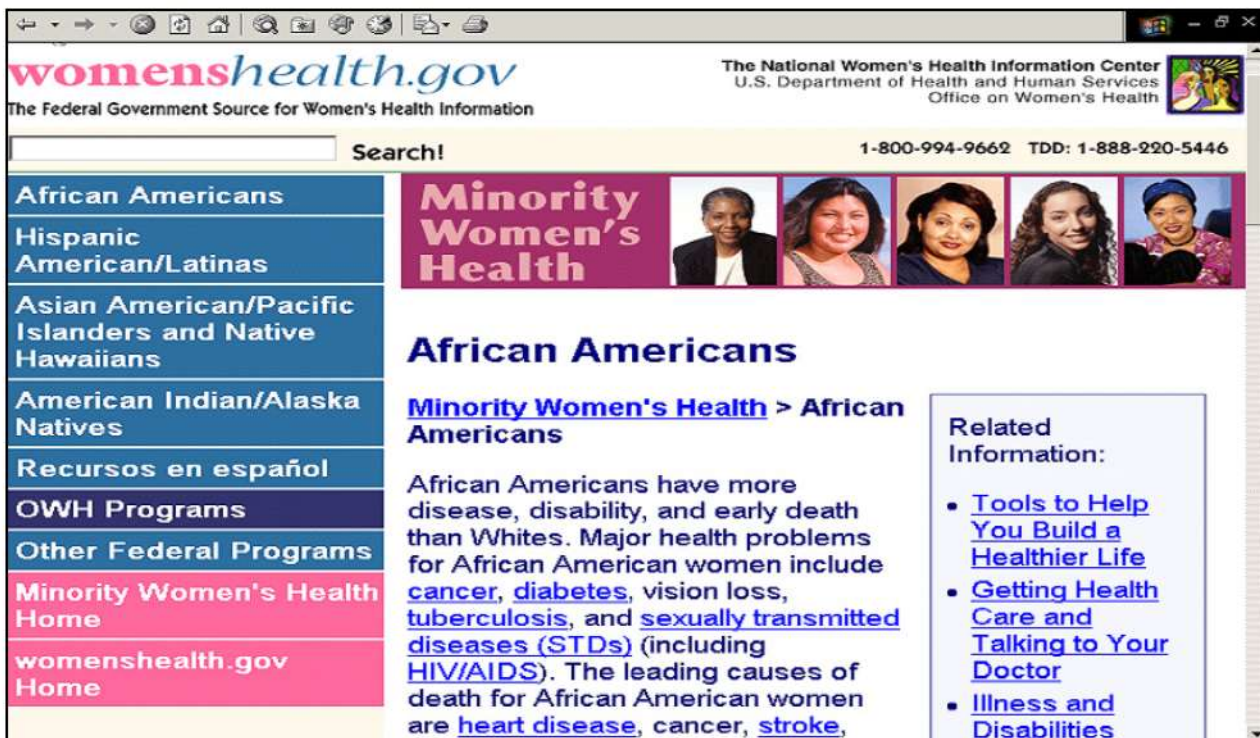 womenshealth.gov
The Federal Government Source for Women's Health Information
The National Women's Health Information Center
U.S. Department of Health and Human Services
Office on Women's Health
Search!
1-800-994-9662 TDD: 1-888-220-5446
African Americans
Hispanic
American/Latinas
Asian American/Pacific
Islanders and Native
Hawaiians
American Indian/Alaska
Natives
Recursos en español
OWH Programs
Other Federal Programs
Minority Women's Health
Home
womenshealth.gov
Home
Minority
Women's
Health
African Americans
Minority Women's Health > African
Americans
African Americans have more
disease, disability, and early death
than Whites. Major health problems
for African American women include
cancer, diabetes, vision loss,
tuberculosis, and sexually transmitted
diseases (STDs) (including
HIV/AIDS). The leading causes of
death for African American women
are heart disease, cancer, stroke,
Related
Information:
• Tools to Help
You Build a
Healthier Life
• Getting Health
Care and
Talking to Your
Doctor
• Illness and
Disabilities